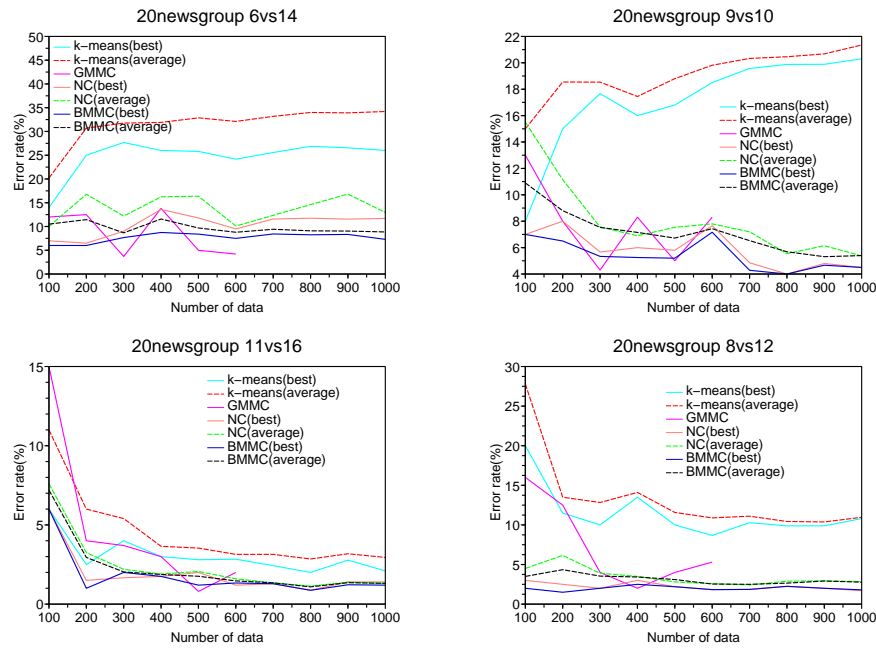 20newsgroup 6vs14
50
45
40
35
30
25
20
15
10
5
0
Error rate(%)
k−means(best)
k−means(average)
GMMC
NC(best)
NC(average)
BMMC(best)
BMMC(average)
100 200 300 400 500 600 700 800 900 1000
Number of data
20newsgroup 9vs10
22
20
18
16
14
12
10
8
6
4
Error rate(%)
k−means(best)
k−means(average)
GMMC
NC(best)
NC(average)
BMMC(best)
BMMC(average)
100 200 300 400 500 600 700 800 900 1000
Number of data
20newsgroup 11vs16
15
10
5
0
Error rate(%)
k−means(best)
k−means(average)
GMMC
NC(best)
NC(average)
BMMC(best)
BMMC(average)
100 200 300 400 500 600 700 800 900 1000
Number of data
20newsgroup 8vs12
30
25
20
15
10
5
0
Error rate(%)
k−means(best)
k−means(average)
GMMC
NC(best)
NC(average)
BMMC(best)
BMMC(average)
100 200 300 400 500 600 700 800 900 1000
Number of data